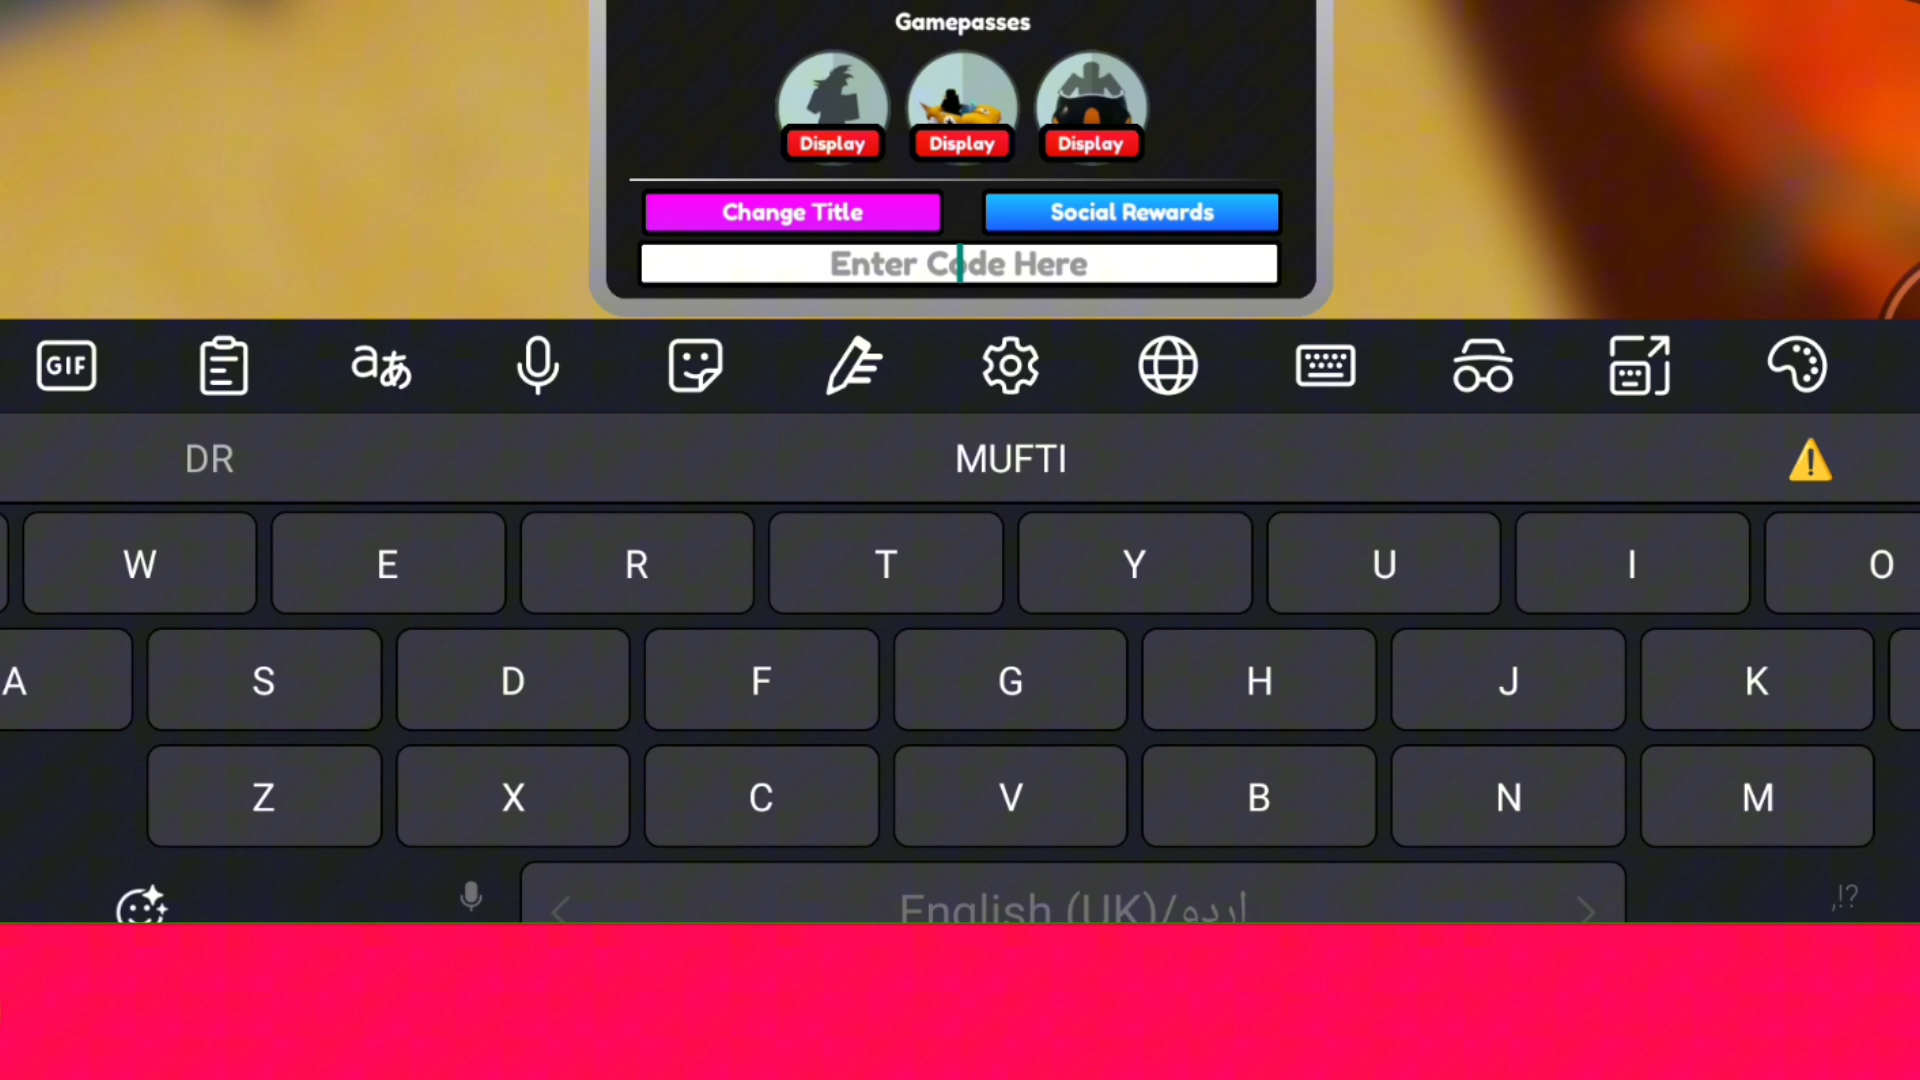 Gamepasses
Display Display Display
Change Title Social Rewards
Enter Code Here
GIF aあ
DR MUFTI
W E R T Y U I O
A S D F G H J K
Z X C V B N M
English (UK)/اردو ,!?